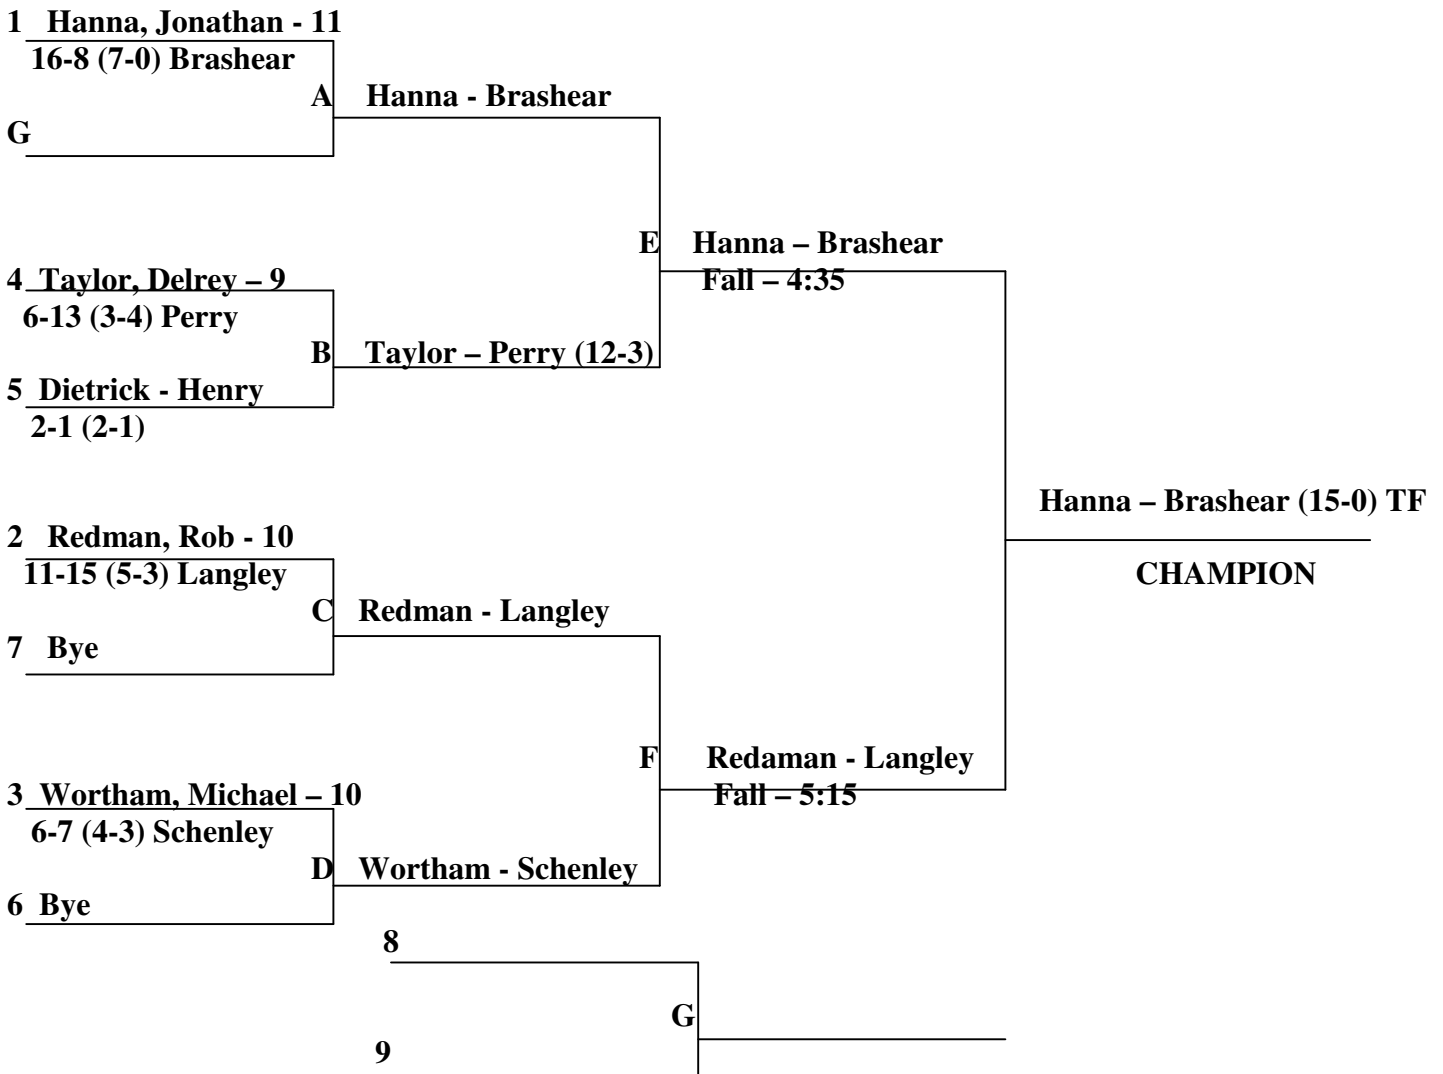 1 Hanna, Jonathan - 11
16-8 (7-0) Brashear
A Hanna - Brashear
G
E Hanna – Brashear
Fall – 4:35
4 Taylor, Delrey – 9
6-13 (3-4) Perry
B Taylor – Perry (12-3)
5 Dietrick - Henry
2-1 (2-1)
Hanna – Brashear (15-0) TF
CHAMPION
2 Redman, Rob - 10
11-15 (5-3) Langley
C Redman - Langley
7 Bye
F Redaman - Langley
Fall – 5:15
3 Wortham, Michael – 10
6-7 (4-3) Schenley
D Wortham - Schenley
6 Bye
8
G
9